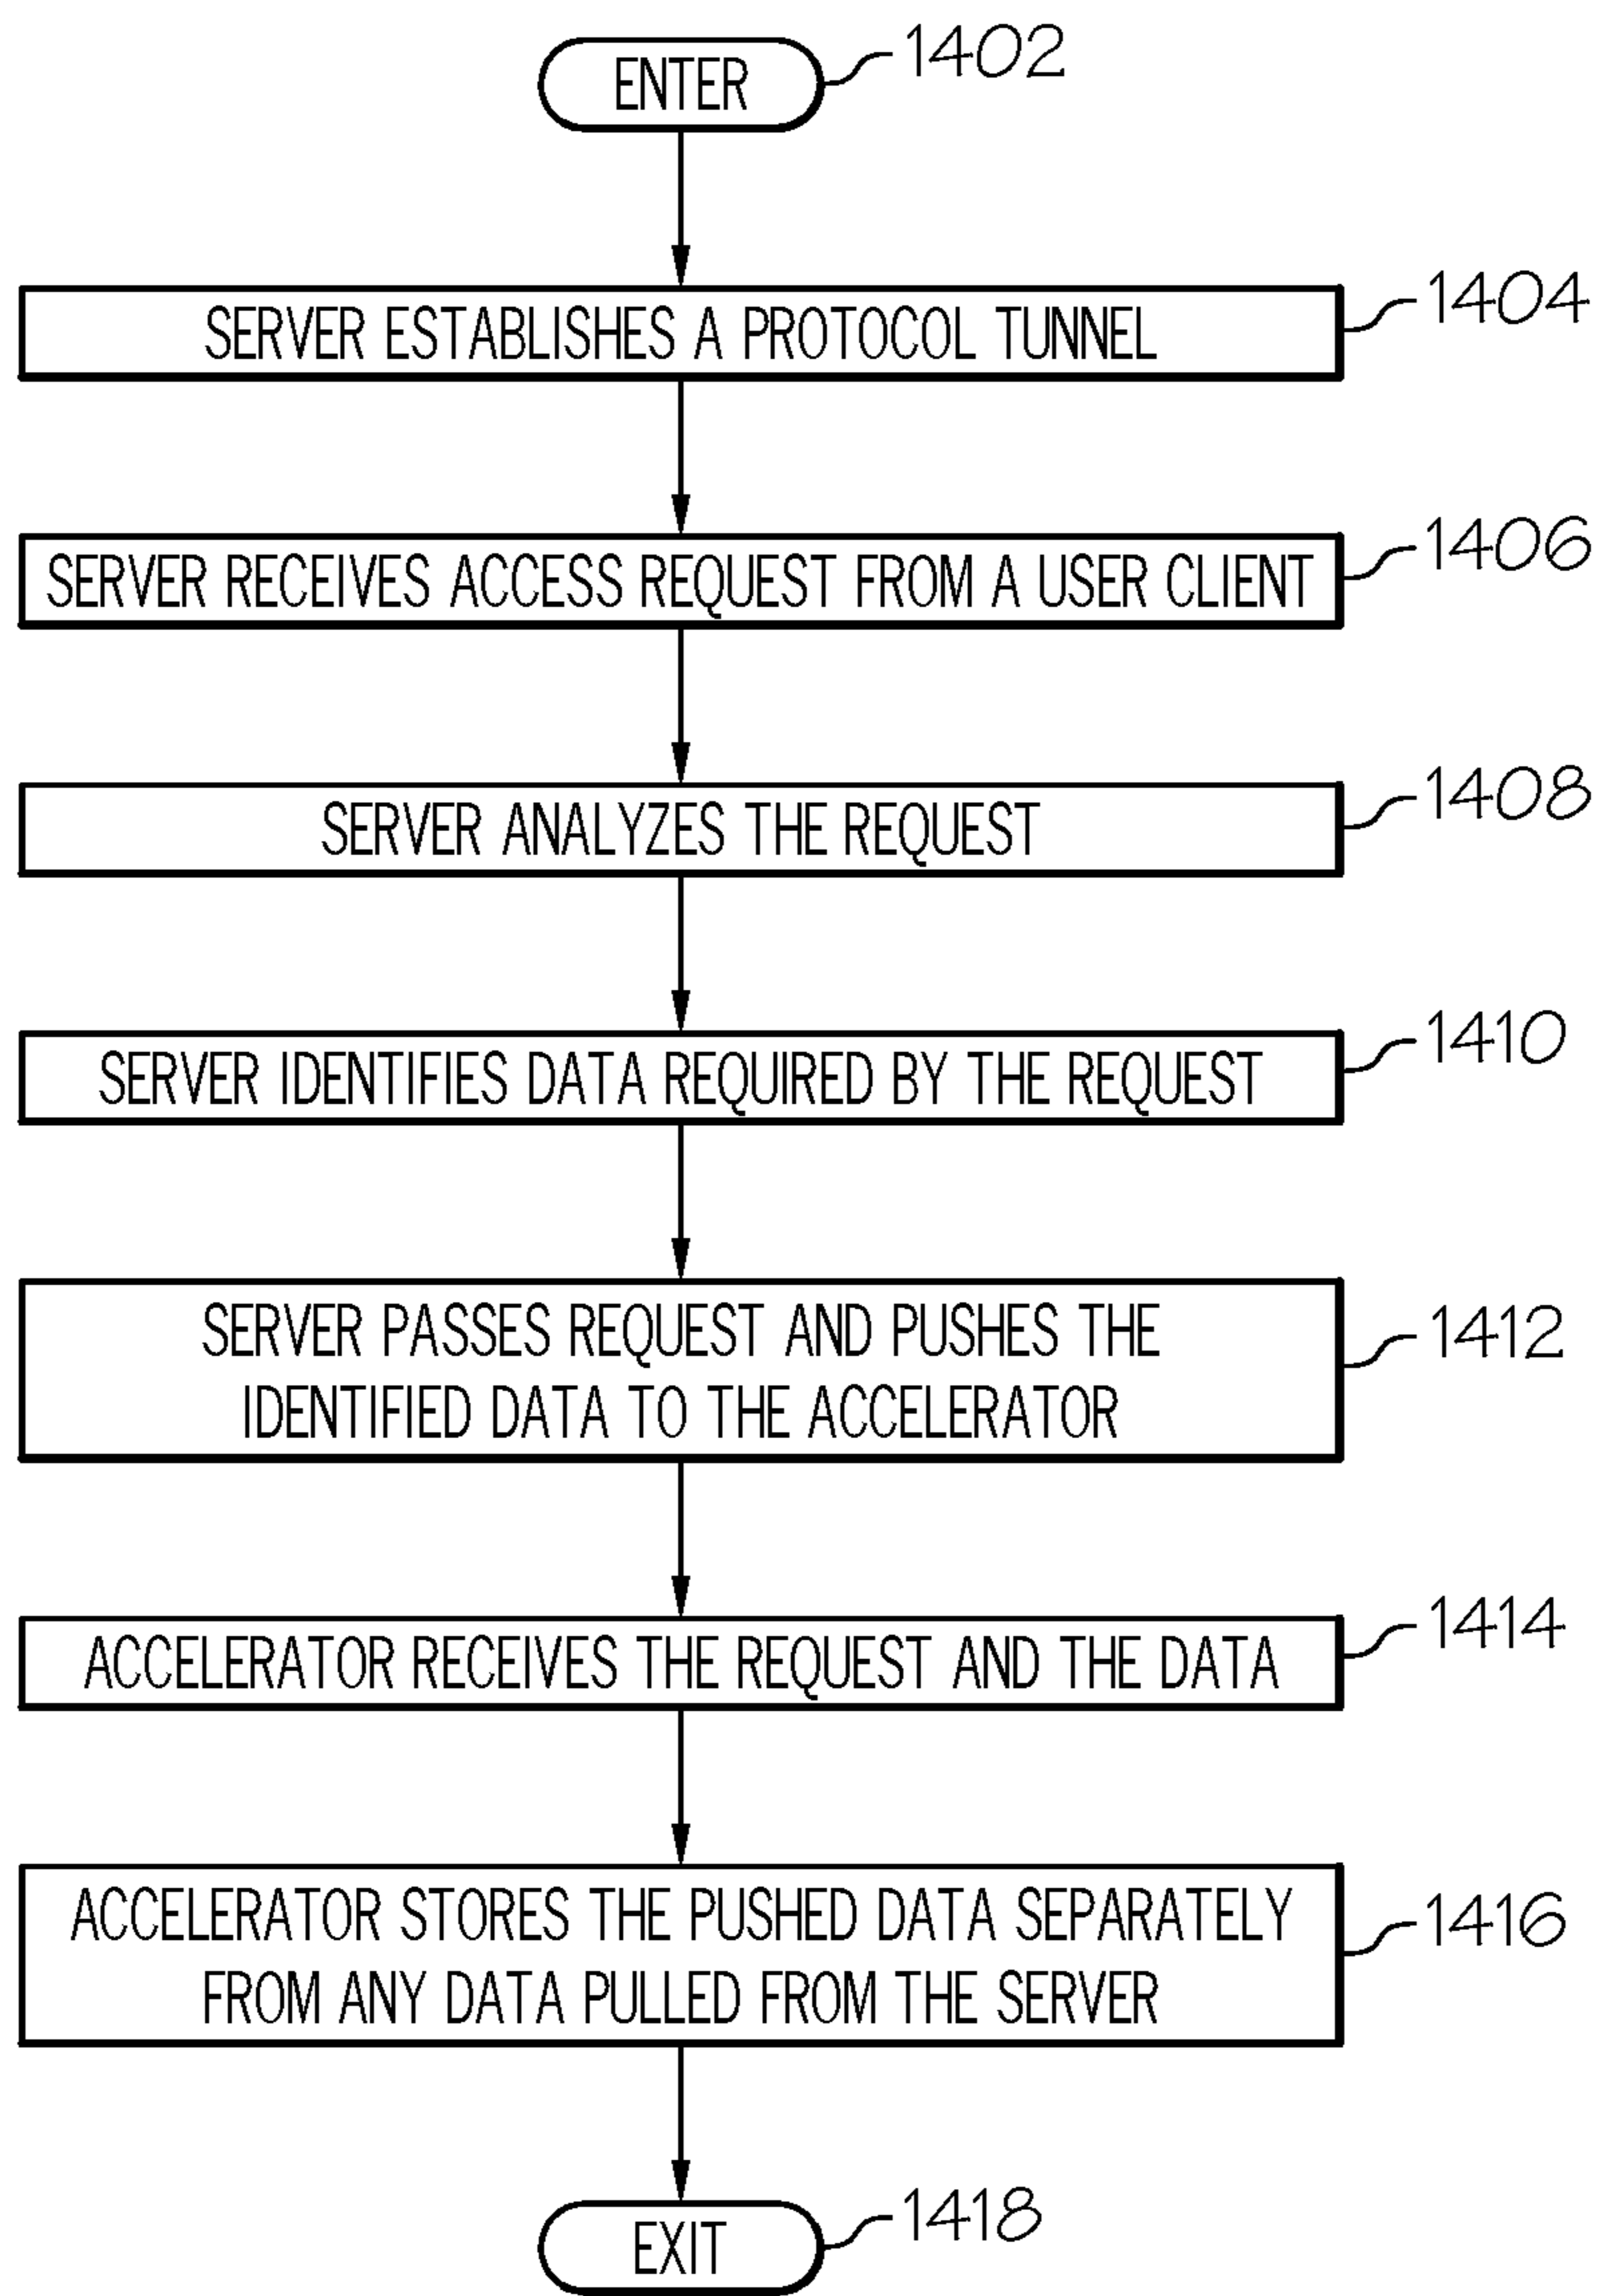 ENTER
1402
SERVER ESTABLISHES A PROTOCOL TUNNEL
1404
SERVER RECEIVES ACCESS REQUEST FROM A USER CLIENT
1406
SERVER ANALYZES THE REQUEST
1408
SERVER IDENTIFIES DATA REQUIRED BY THE REQUEST
1410
SERVER PASSES REQUEST AND PUSHES THE
IDENTIFIED DATA TO THE ACCELERATOR
1412
ACCELERATOR RECEIVES THE REQUEST AND THE DATA
1414
ACCELERATOR STORES THE PUSHED DATA SEPARATELY
FROM ANY DATA PULLED FROM THE SERVER
1416
EXIT
1418